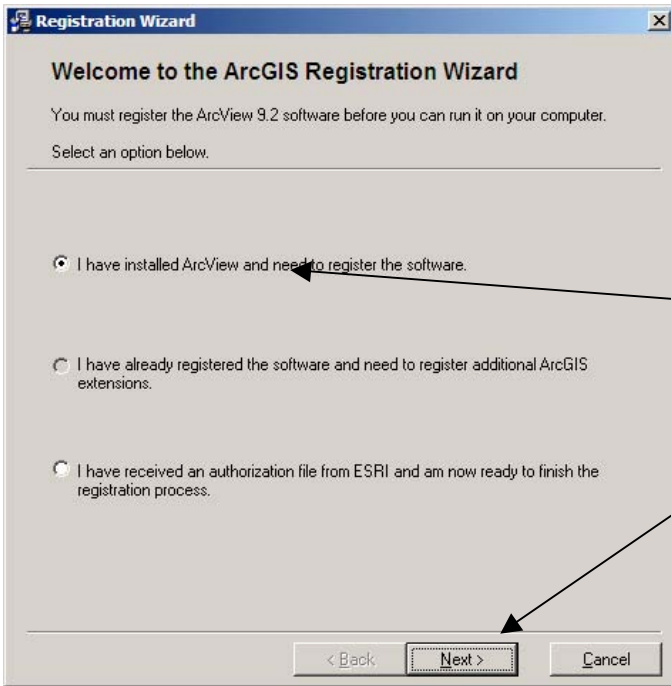 Registration Wizard
Welcome to the ArcGIS Registration Wizard
You must register the ArcView 9.2 software before you can run it on your computer.
Select an option below.
I have installed ArcView and need to register the software.
I have already registered the software and need to register additional ArcGIS
extensions.
I have received an authorization file from ESRI and am now ready to finish the
registration process.
< Back Next > Cancel